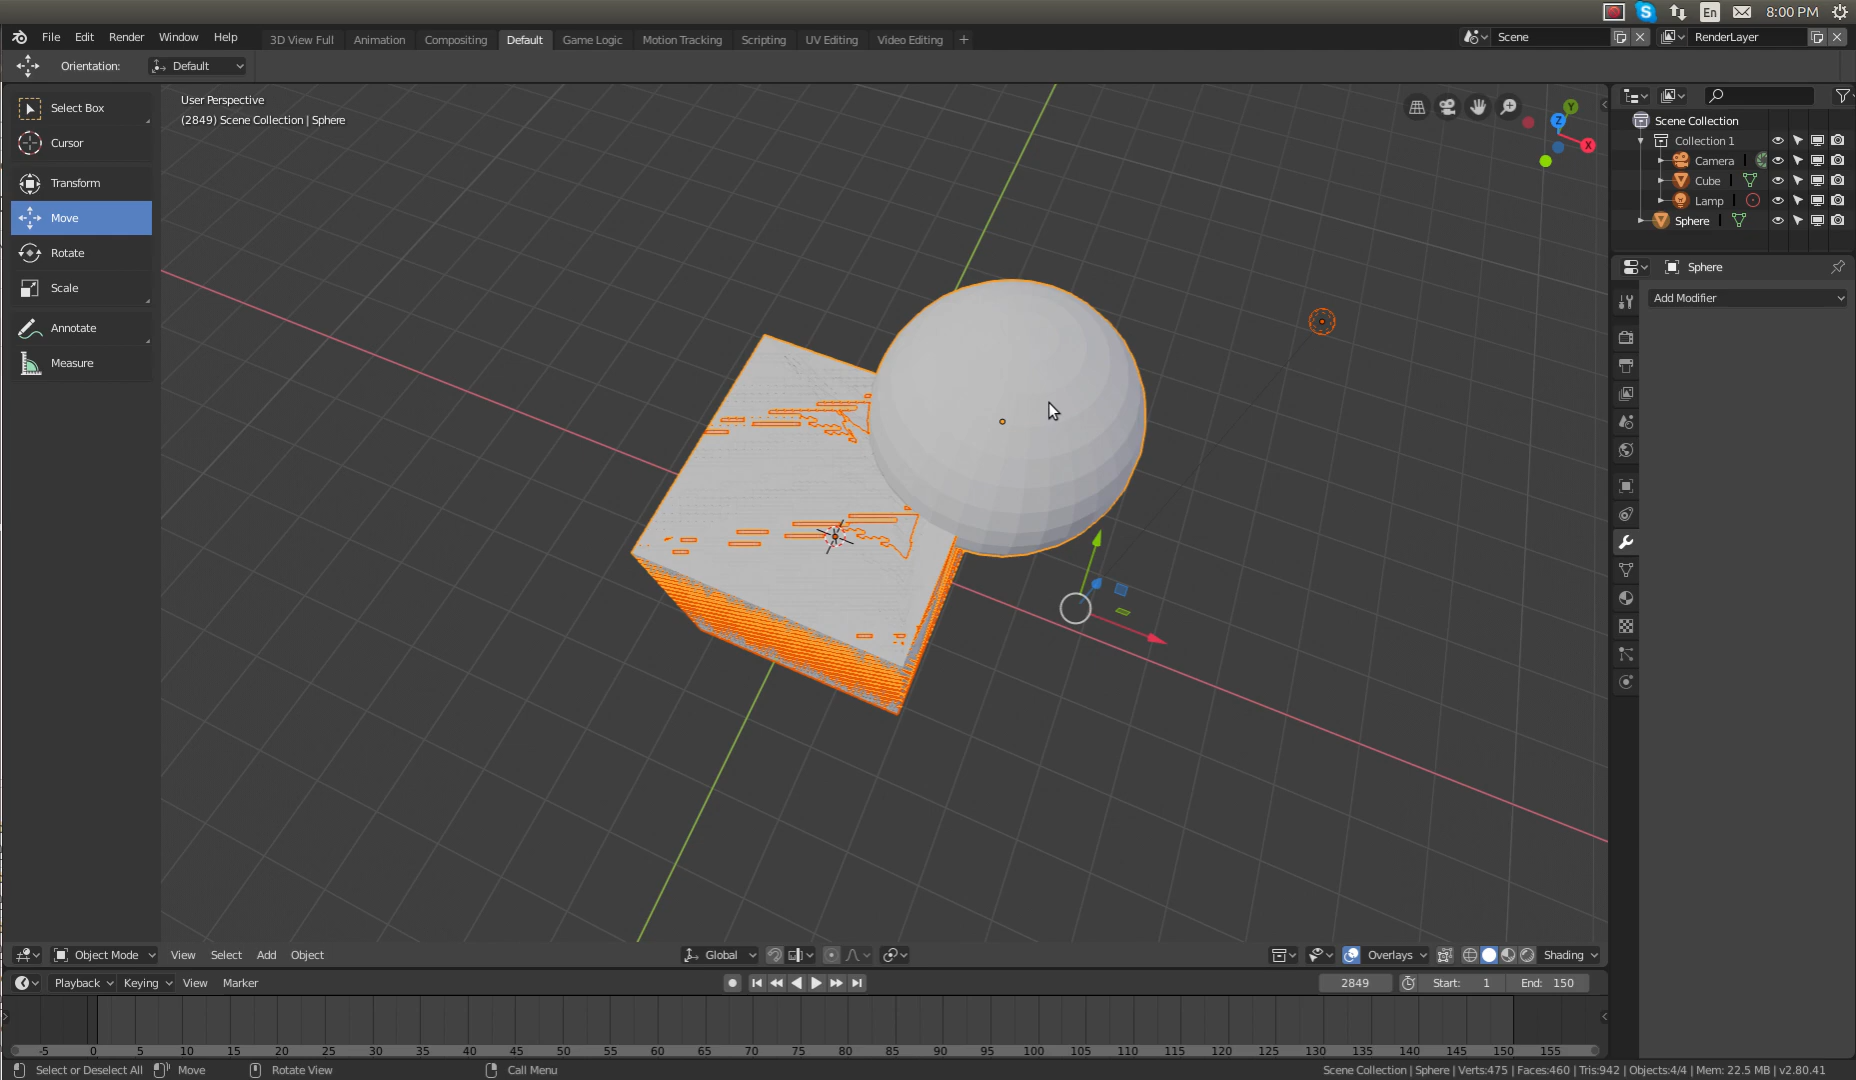 En 8:00 PM
File Edit Render Window Help 3D View Full Animation Compositing Default Game Logic Motion Tracking Scripting UV Editing Video Editing + Scene RenderLayer
Orientation: Default
Select Box
Cursor
Transform
Move
Rotate
Scale
Annotate
Measure
User Perspective
(2849) Scene Collection | Sphere
Y
Z
X
Scene Collection
Collection 1
Camera
Cube
Lamp
Sphere
Sphere
Add Modifier
Object Mode View Select Add Object Global Overlays Shading
Playback Keying View Marker 2849 Start: 1 End: 150
-5 0 5 10 15 20 25 30 35 40 45 50 55 60 65 70 75 80 85 90 95 100 105 110 115 120 125 130 135 140 145 150 155
Select or Deselect All Move Rotate View Call Menu Scene Collection | Sphere | Verts:475 | Faces:460 | Tris:942 | Objects:4/4 | Mem: 22.5 MB | v2.80.41